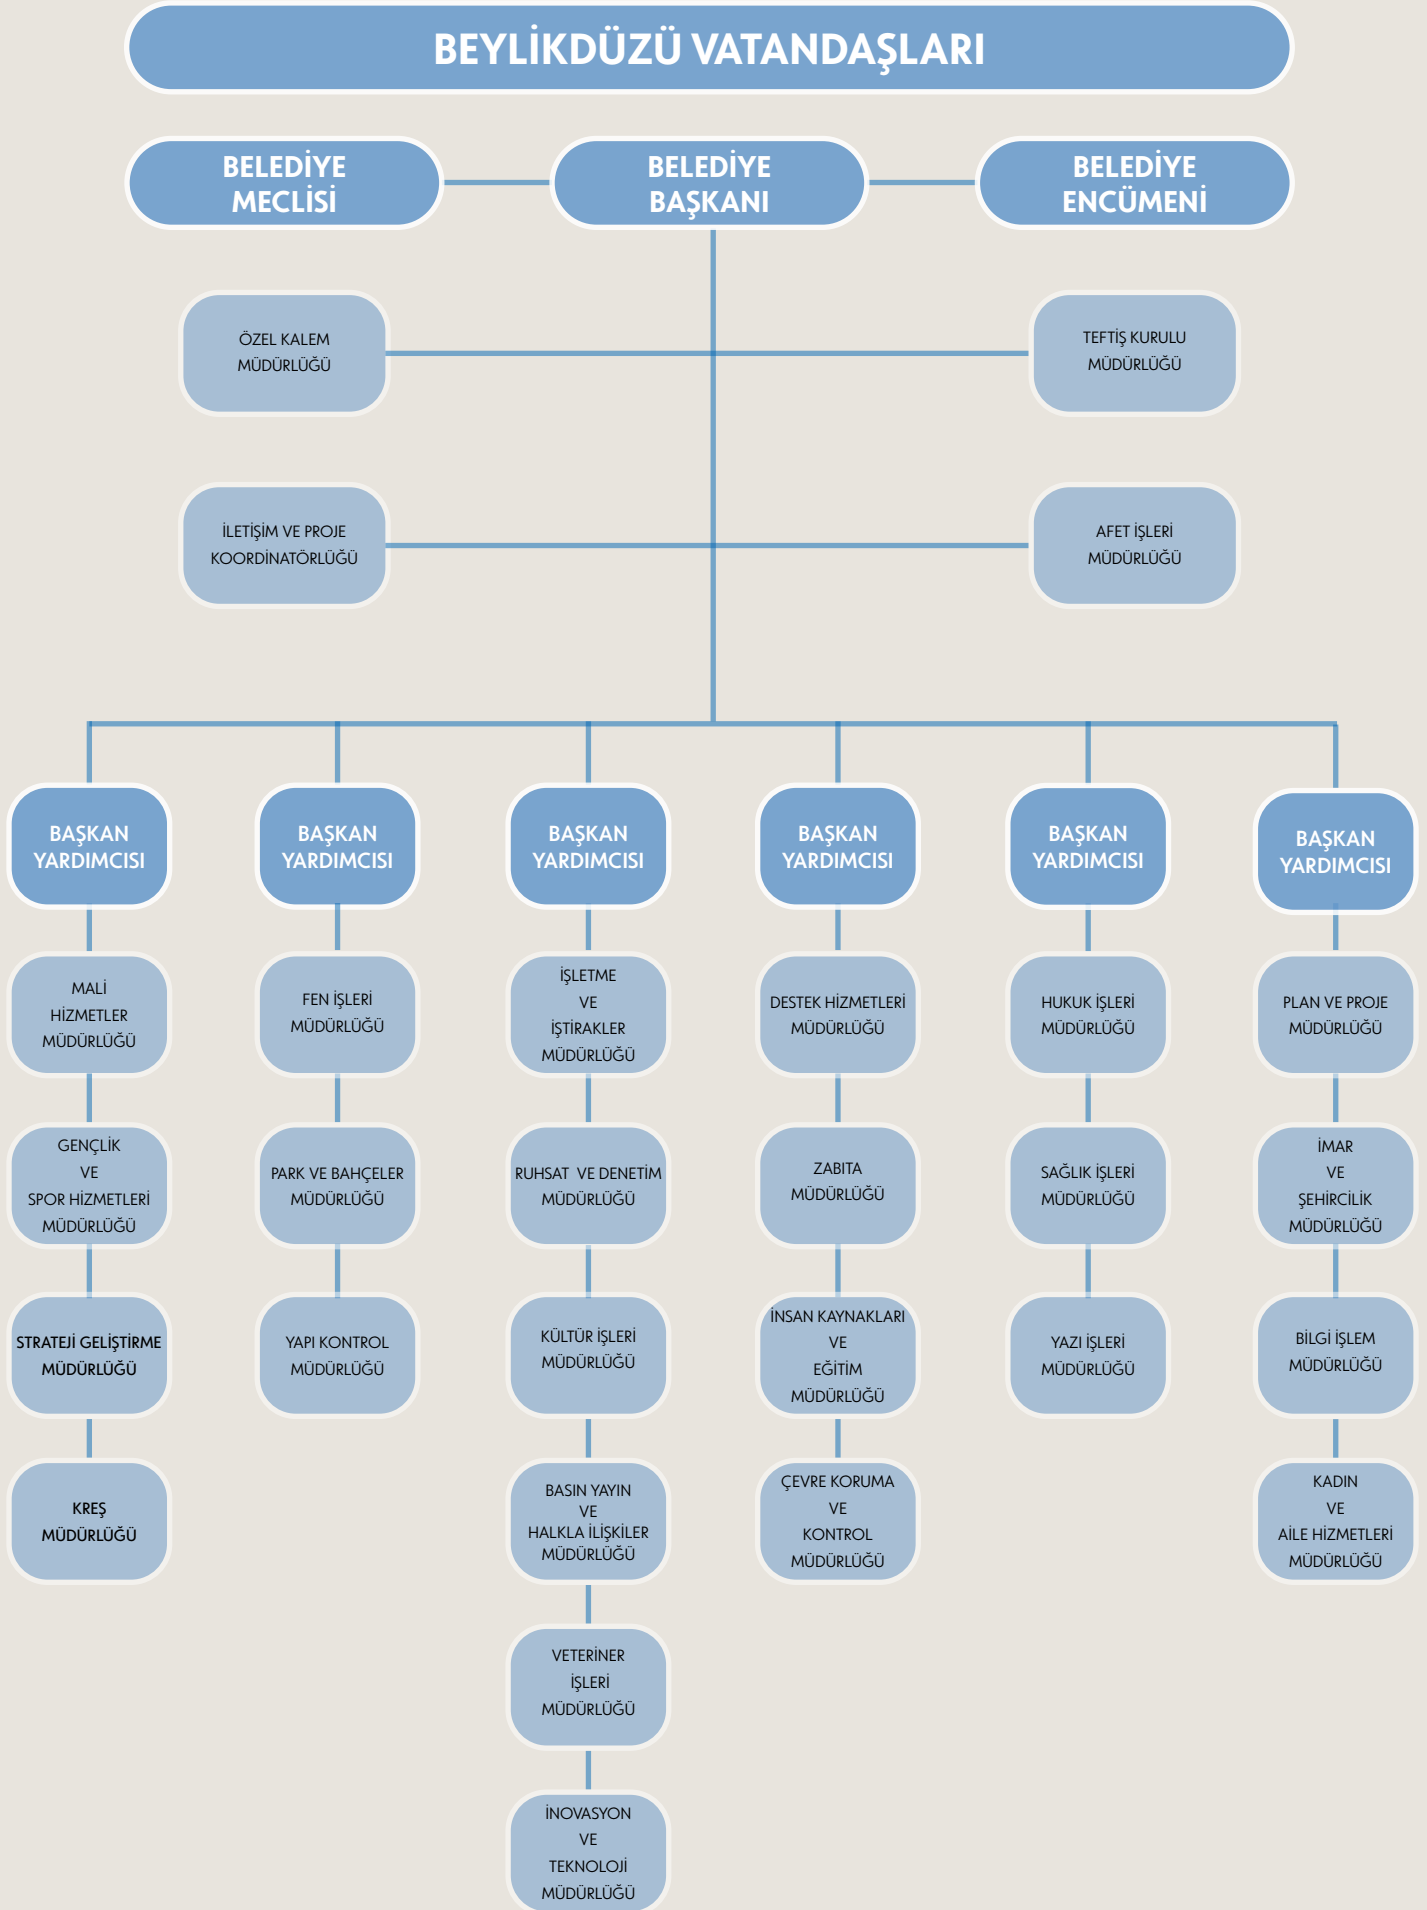 BEYLİKDÜZÜ VATANDAŞLARI
BELEDİYE
MECLİSİ
BELEDİYE
BAŞKANI
BELEDİYE
ENCÜMENİ
ÖZEL KALEM
MÜDÜRLÜĞÜ
TEFTİŞ KURULU
MÜDÜRLÜĞÜ
İLETİŞİM VE PROJE
KOORDİNATÖRLÜĞÜ
AFET İŞLERİ
MÜDÜRLÜĞÜ
BAŞKAN
YARDIMCISI
MALİ
HİZMETLER
MÜDÜRLÜĞÜ
GENÇLİK
VE
SPOR HİZMETLERİ
MÜDÜRLÜĞÜ
STRATEJİ GELİŞTİRME
MÜDÜRLÜĞÜ
KREŞ
MÜDÜRLÜĞÜ
BAŞKAN
YARDIMCISI
FEN İŞLERİ
MÜDÜRLÜĞÜ
PARK VE BAHÇELER
MÜDÜRLÜĞÜ
YAPI KONTROL
MÜDÜRLÜĞÜ
BAŞKAN
YARDIMCISI
İŞLETME
VE
İŞTİRAKLER
MÜDÜRLÜĞÜ
RUHSAT VE DENETİM
MÜDÜRLÜĞÜ
KÜLTÜR İŞLERİ
MÜDÜRLÜĞÜ
BASIN YAYIN
VE
HALKLA İLİŞKİLER
MÜDÜRLÜĞÜ
VETERİNER
İŞLERİ
MÜDÜRLÜĞÜ
İNOVASYON
VE
TEKNOLOJİ
MÜDÜRLÜĞÜ
BAŞKAN
YARDIMCISI
DESTEK HİZMETLERİ
MÜDÜRLÜĞÜ
ZABITA
MÜDÜRLÜĞÜ
İNSAN KAYNAKLARI
VE
EĞİTİM
MÜDÜRLÜĞÜ
ÇEVRE KORUMA
VE
KONTROL
MÜDÜRLÜĞÜ
BAŞKAN
YARDIMCISI
HUKUK İŞLERİ
MÜDÜRLÜĞÜ
SAĞLIK İŞLERİ
MÜDÜRLÜĞÜ
YAZI İŞLERİ
MÜDÜRLÜĞÜ
BAŞKAN
YARDIMCISI
PLAN VE PROJE
MÜDÜRLÜĞÜ
İMAR
VE
ŞEHİRCİLİK
MÜDÜRLÜĞÜ
BİLGİ İŞLEM
MÜDÜRLÜĞÜ
KADIN
VE
AİLE HİZMETLERİ
MÜDÜRLÜĞÜ